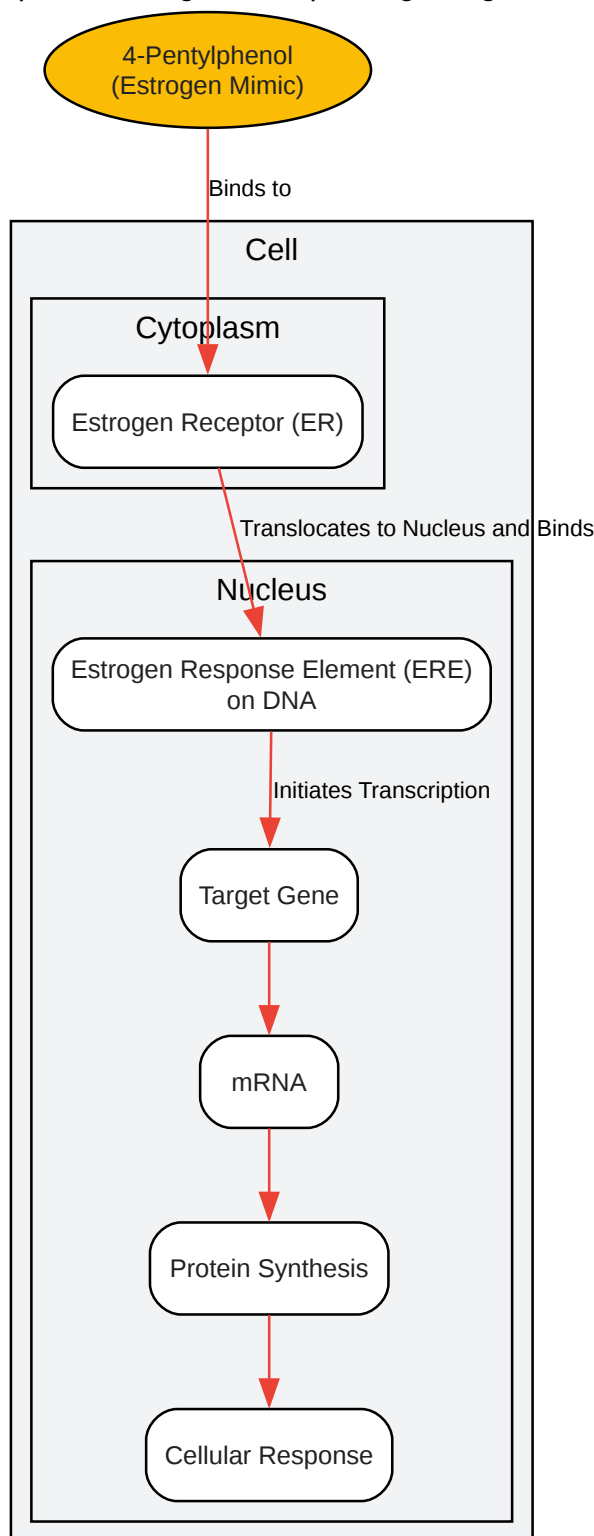 4-Pentylphenol
(Estrogen Mimic)
Binds to
Cell
Cytoplasm
Estrogen Receptor (ER)
Translocates to Nucleus and Binds
Nucleus
Estrogen Response Element (ERE)
on DNA
Initiates Transcription
Target Gene
mRNA
Protein Synthesis
Cellular Response